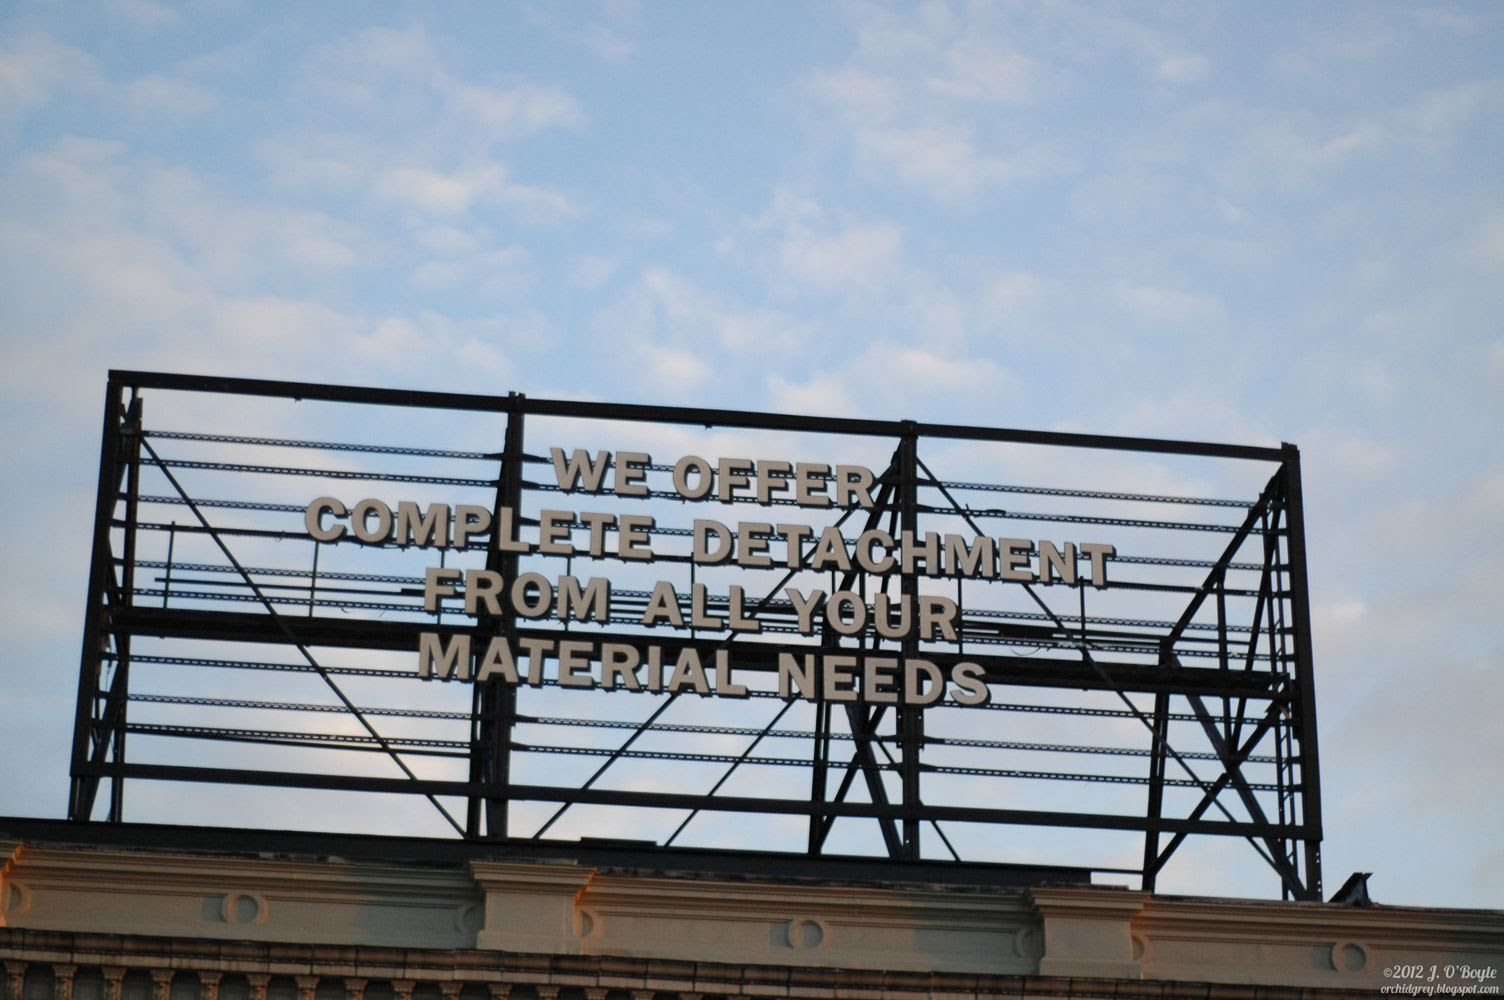 WE OFFER
COMPLETE DETACHMENT
FROM ALL YOUR
MATERIAL NEEDS
©2012 J. O'Boyle
orchidgrey.blogspot.com